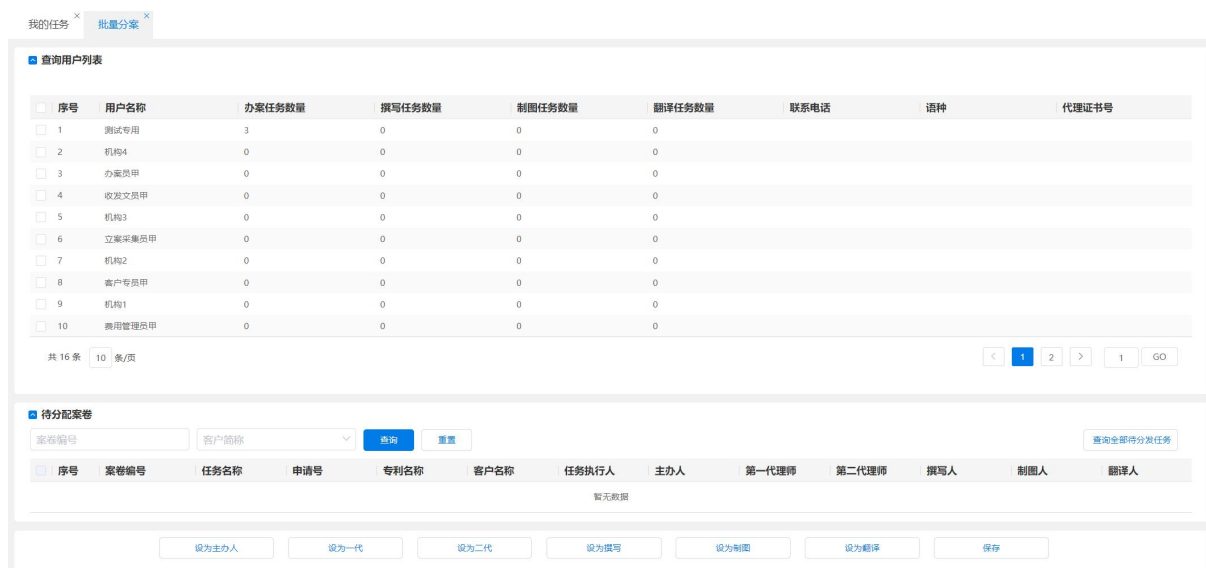 我的任务 × 批量分案 ×
查询用户列表
序号 用户名称 办案任务数量 撰写任务数量 制图任务数量 翻译任务数量 联系电话 语种 代理证书号
1 测试专用 3 0 0 0
2 机构4 0 0 0 0
3 办案员甲 0 0 0 0
4 收发文员甲 0 0 0 0
5 机构3 0 0 0 0
6 立案采集员甲 0 0 0 0
7 机构2 0 0 0 0
8 客户专员甲 0 0 0 0
9 机构1 0 0 0 0
10 费用管理员甲 0 0 0 0
共 16 条 10 条/页 < 1 2 > 1 GO
待分配案卷
案卷编号 客户简称 查询 重置 查询全部待分发任务
序号 案卷编号 任务名称 申请号 专利名称 客户名称 任务执行人 主办人 第一代理师 第二代理师 撰写人 制图人 翻译人
暂无数据
设为主办人 设为一代 设为二代 设为撰写 设为制图 设为翻译 保存